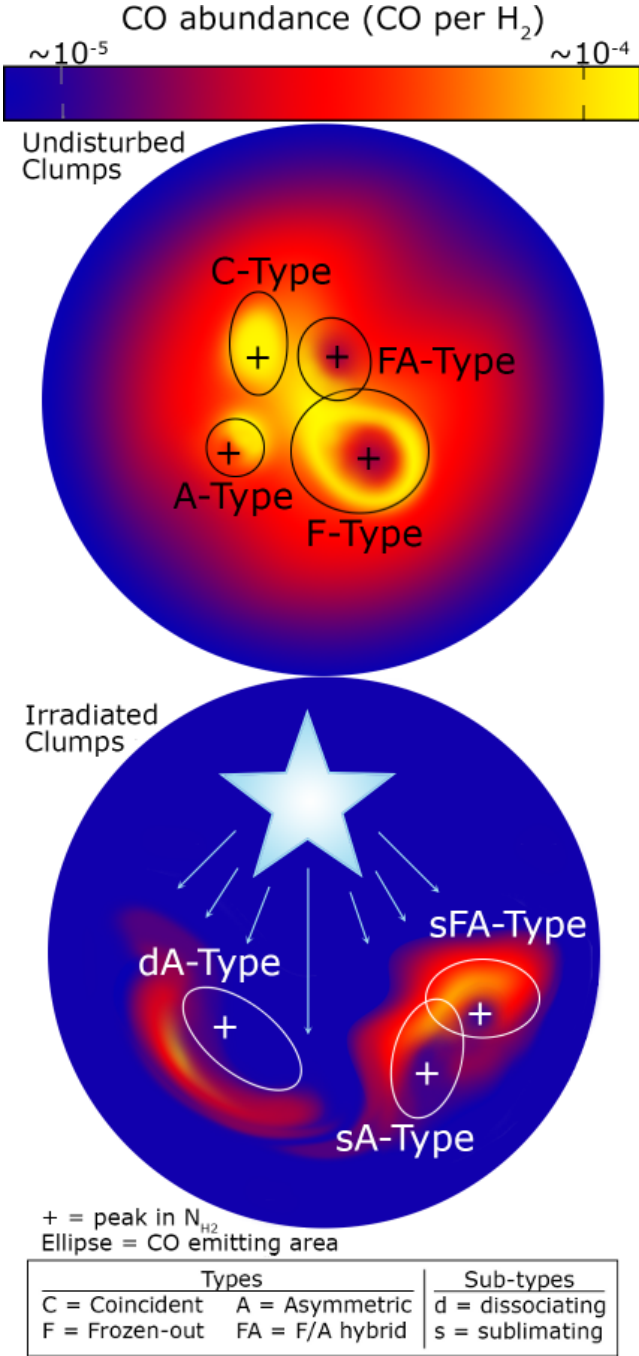 CO abundance (CO per H₂)
~10⁻⁵ ~10⁻⁴
Undisturbed
Clumps
C-Type
FA-Type
A-Type
F-Type
Irradiated
Clumps
sFA-Type
dA-Type
sA-Type
+ = peak in N_H₂
Ellipse = CO emitting area
Types Sub-types
C = Coincident A = Asymmetric d = dissociating
F = Frozen-out FA = F/A hybrid s = sublimating